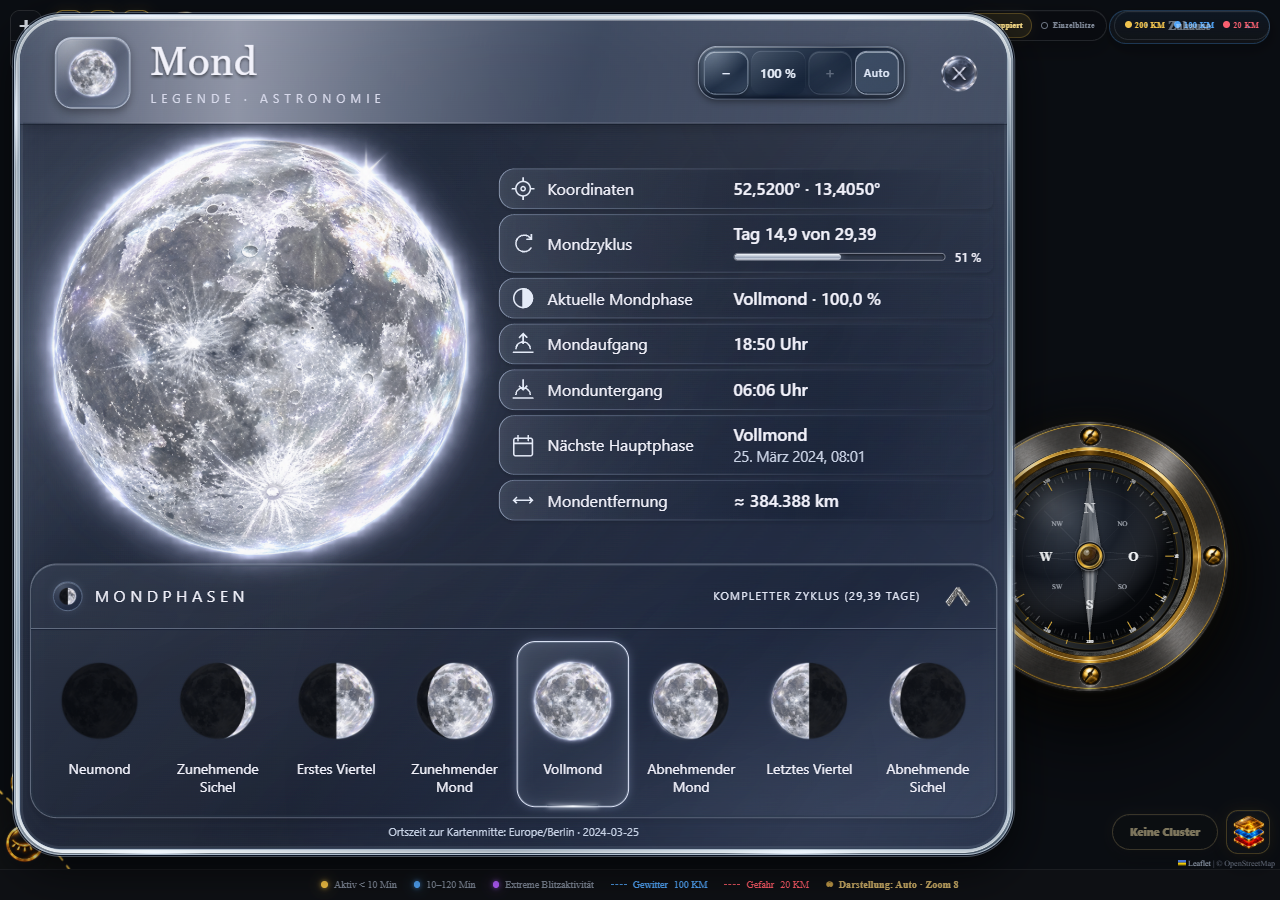 Mond
LEGENDE · ASTRONOMIE
−
100 %
+
Auto
Einzelblitze
200 KM
20 KM
Koordinaten
52,5200° · 13,4050°
Mondzyklus
Tag 14,9 von 29,39
51 %
Aktuelle Mondphase
Vollmond · 100,0 %
Mondaufgang
18:50 Uhr
Monduntergang
06:06 Uhr
Nächste Hauptphase
Vollmond
25. März 2024, 08:01
Mondentfernung
≈ 384.388 km
N
NW
NO
W
O
SW
SO
S
MONDPHASEN
KOMPLETTER ZYKLUS (29,39 TAGE)
Neumond
Zunehmende
Sichel
Erstes Viertel
Zunehmender
Mond
Vollmond
Abnehmender
Mond
Letztes Viertel
Abnehmende
Sichel
Ortszeit zur Kartenmitte: Europe/Berlin · 2024-03-25
Keine Cluster
Leaflet | © OpenStreetMap
Aktiv < 10 Min
10–120 Min
Extreme Blitzaktivität
Gewitter 100 KM
Gefahr 20 KM
Darstellung: Auto · Zoom 8